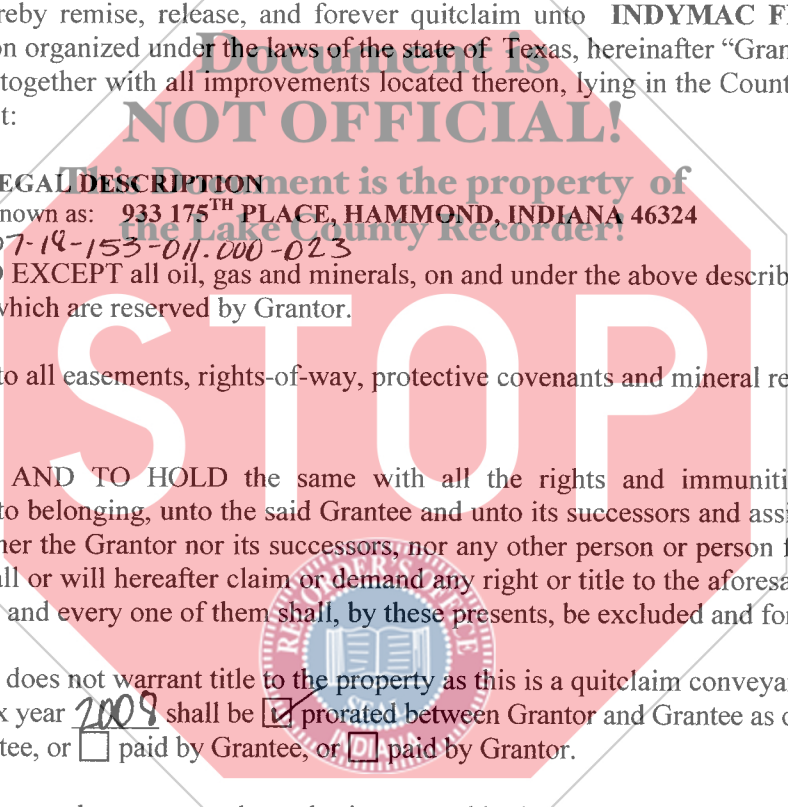 reby remise, release, and forever quitclaim unto INDYMAC F
on organized under the laws of the state of Texas, hereinafter “Gran
together with all improvements located thereon, lying in the Count
t:
Document is
NOT OFFICIAL!
This Document is the property of
the Lake County Recorder!
EGAL DESCRIPTION
nown as: 933 175TH PLACE, HAMMOND, INDIANA 46324
7-18-153-011.000-023
EXCEPT all oil, gas and minerals, on and under the above describ
which are reserved by Grantor.
STOP
to all easements, rights-of-way, protective covenants and mineral re
AND TO HOLD the same with all the rights and immuniti
to belonging, unto the said Grantee and unto its successors and assi
her the Grantor nor its successors, nor any other person or person f
all or will hereafter claim or demand any right or title to the aforesa
and every one of them shall, by these presents, be excluded and for
does not warrant title to the property as this is a quitclaim conveya
x year 2008 shall be ☑ prorated between Grantor and Grantee as o
tee, or ☐ paid by Grantee, or ☐ paid by Grantor.
RECORDER'S OFFICE
SEAL
INDIANA